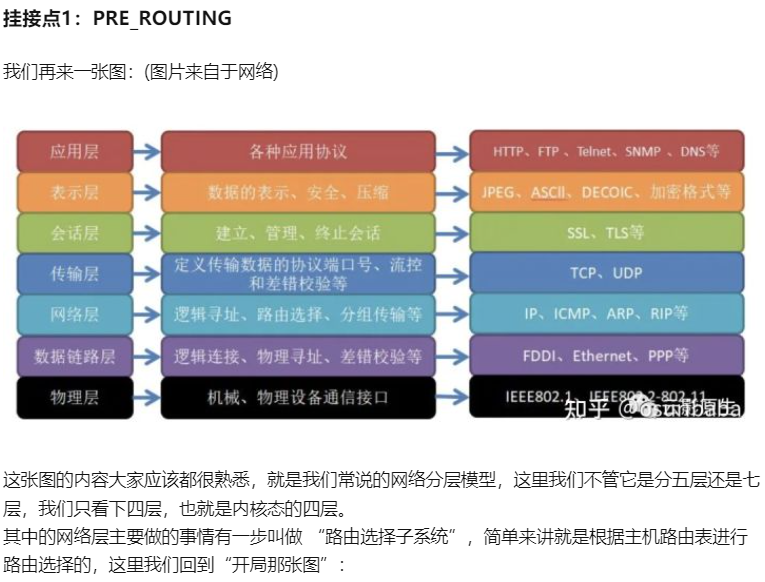 挂接点1：PRE_ROUTING
我们再来一张图：(图片来自于网络)
应用层
各种应用协议
HTTP、FTP 、Telnet、SNMP 、DNS等
表示层
数据的表示、安全、压缩
JPEG、ASCII、DECOIC、加密格式等
会话层
建立、管理、终止会话
SSL、TLS等
传输层
定义传输数据的协议端口号、流控
和差错校验等
TCP、UDP
网络层
逻辑寻址、路由选择、分组传输等
IP、ICMP、ARP、RIP等
数据链路层
逻辑连接、物理寻址、差错校验等
FDDI、Ethernet、PPP等
物理层
机械、物理设备通信接口
IEEE802.1、IEEE802.2-802.11
知乎
这张图的内容大家应该都很熟悉，就是我们常说的网络分层模型，这里我们不管它是分五层还是七
层，我们只看下四层，也就是内核态的四层。
其中的网络层主要做的事情有一步叫做 “路由选择子系统”，简单来讲就是根据主机路由表进行
路由选择的，这里我们回到“开局那张图”：